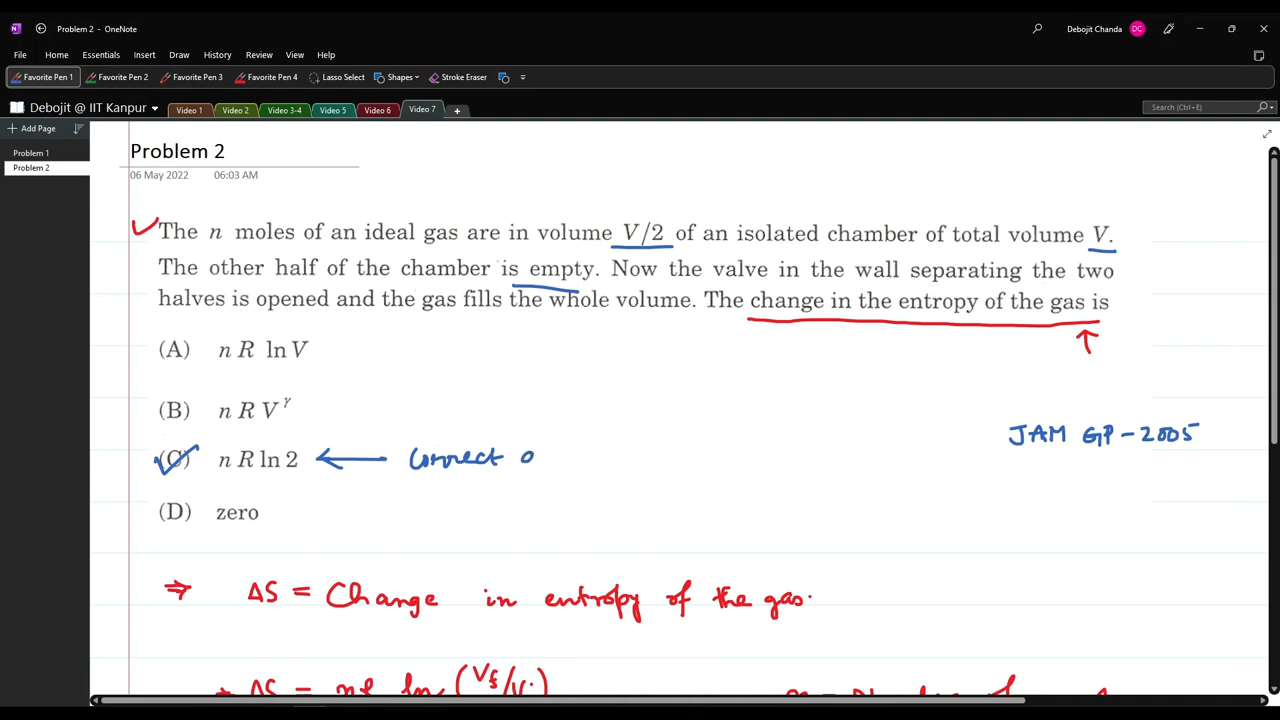 Problem 2 - OneNote
Debojit Chanda DC
File Home Essentials Insert Draw History Review View Help
Favorite Pen 1 Favorite Pen 2 Favorite Pen 3 Favorite Pen 4 Lasso Select Shapes Stroke Eraser
Debojit @ IIT Kanpur Video 1 Video 2 Video 3-4 Video 5 Video 6 Video 7 + Search (Ctrl+E)
+ Add Page
Problem 1
Problem 2
Problem 2
06 May 2022 06:03 AM
The n moles of an ideal gas are in volume V/2 of an isolated chamber of total volume V.
The other half of the chamber is empty. Now the valve in the wall separating the two
halves is opened and the gas fills the whole volume. The change in the entropy of the gas is
(A) n R ln V
(B) n R V^γ
JAM GP-2005
(C) n R ln 2 ← Correct o
(D) zero
⇒ ΔS = Change in entropy of the gas.
ΔS = nR ln (Vf/Vi)